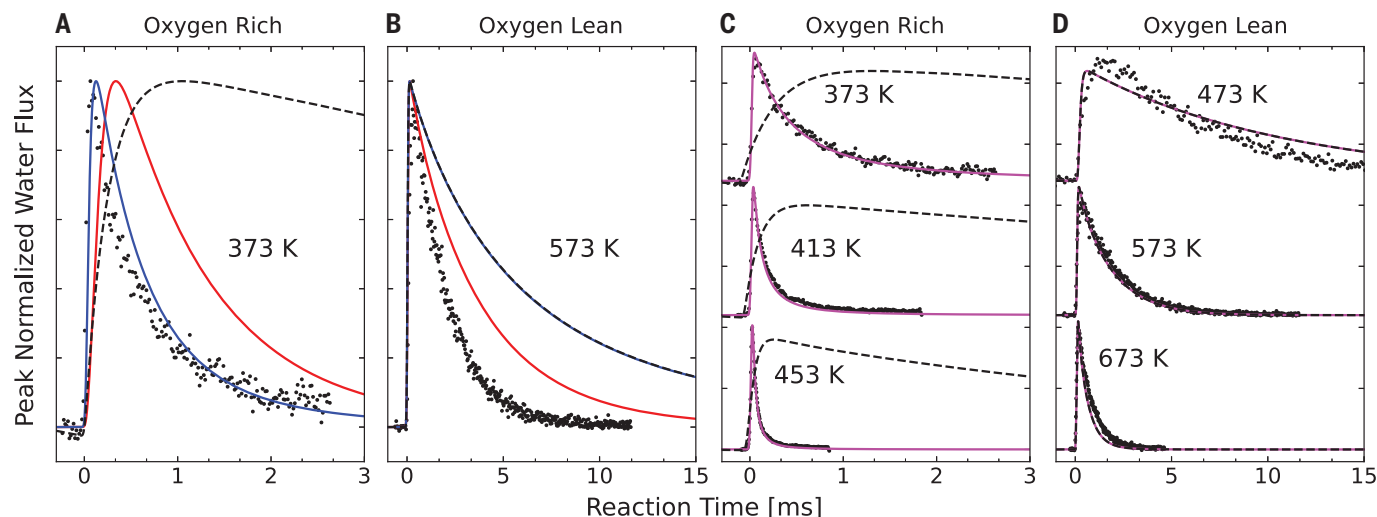 A Oxygen Rich
B Oxygen Lean
C Oxygen Rich
D Oxygen Lean
Peak Normalized Water Flux
373 K
573 K
373 K
413 K
453 K
473 K
573 K
673 K
0 1 2 3
0 5 10 15
0 1 2 3
0 5 10 15
Reaction Time [ms]